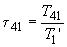 τ₄₁ = T₄₁ / T₁'